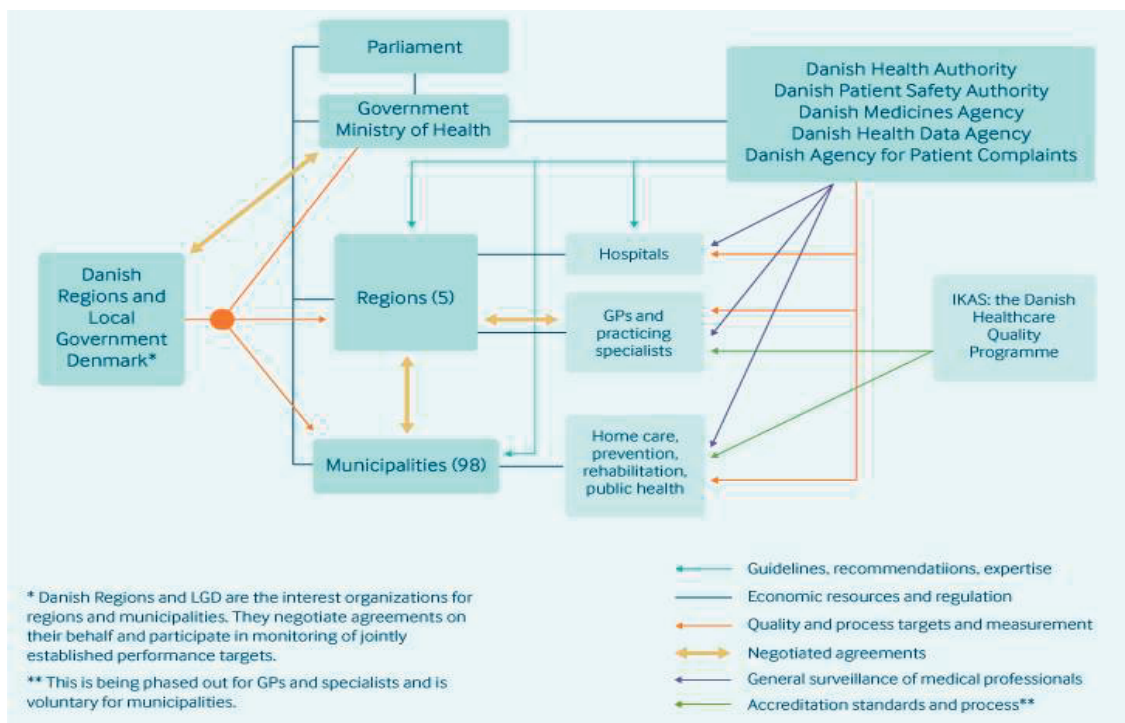 Parliament
Government
Ministry of Health
Danish Health Authority
Danish Patient Safety Authority
Danish Medicines Agency
Danish Health Data Agency
Danish Agency for Patient Complaints
Danish
Regions and
Local
Government
Denmark*
Regions (5)
Hospitals
GPs and
practicing
specialists
IKAS: the Danish
Healthcare
Quality
Programme
Municipalities (98)
Home care,
prevention,
rehabilitation,
public health
* Danish Regions and LGD are the interest organizations for
regions and municipalities. They negotiate agreements on
their behalf and participate in monitoring of jointly
established performance targets.
** This is being phased out for GPs and specialists and is
voluntary for municipalities.
Guidelines, recommendatiions, expertise
Economic resources and regulation
Quality and process targets and measurement
Negotiated agreements
General surveillance of medical professionals
Accreditation standards and process**